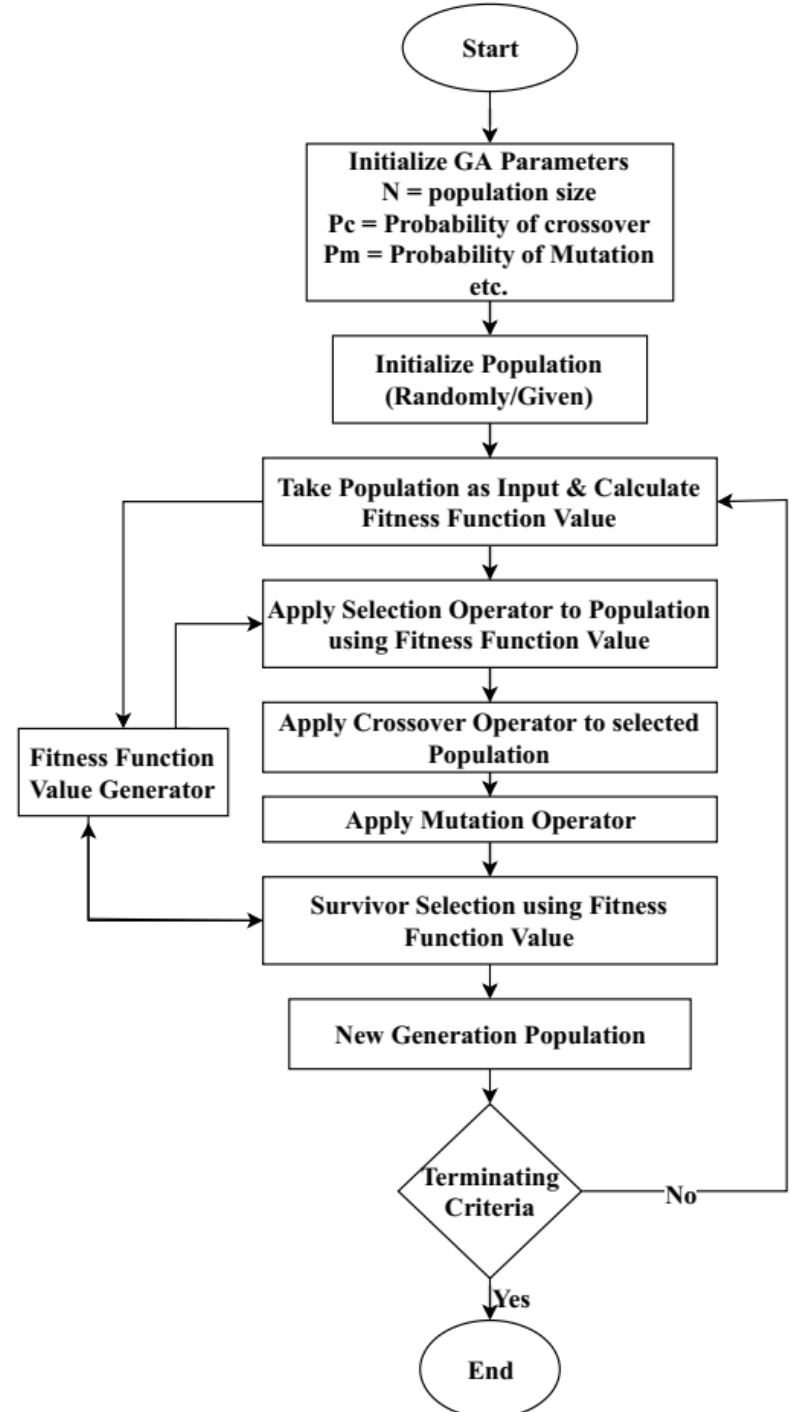 Start
Initialize GA Parameters
N = population size
Pc = Probability of crossover
Pm = Probability of Mutation
etc.
Initialize Population
(Randomly/Given)
Take Population as Input & Calculate
Fitness Function Value
Apply Selection Operator to Population
using Fitness Function Value
Apply Crossover Operator to selected
Population
Fitness Function
Value Generator
Apply Mutation Operator
Survivor Selection using Fitness
Function Value
New Generation Population
Terminating
Criteria
No
Yes
End